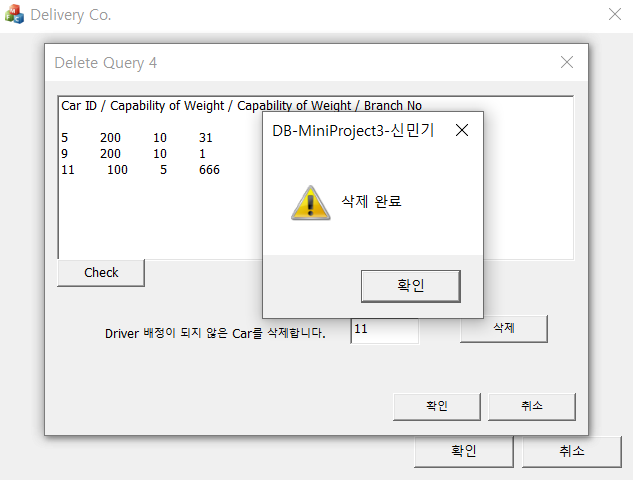 Delivery Co.
Delete Query 4
Car ID / Capability of Weight / Capability of Weight / Branch No
5 200 10 31
9 200 10 1
11 100 5 666
DB-MiniProject3-신민기
삭제 완료
확인
Check
Driver 배정이 되지 않은 Car를 삭제합니다.
11
삭제
확인
취소
확인
취소